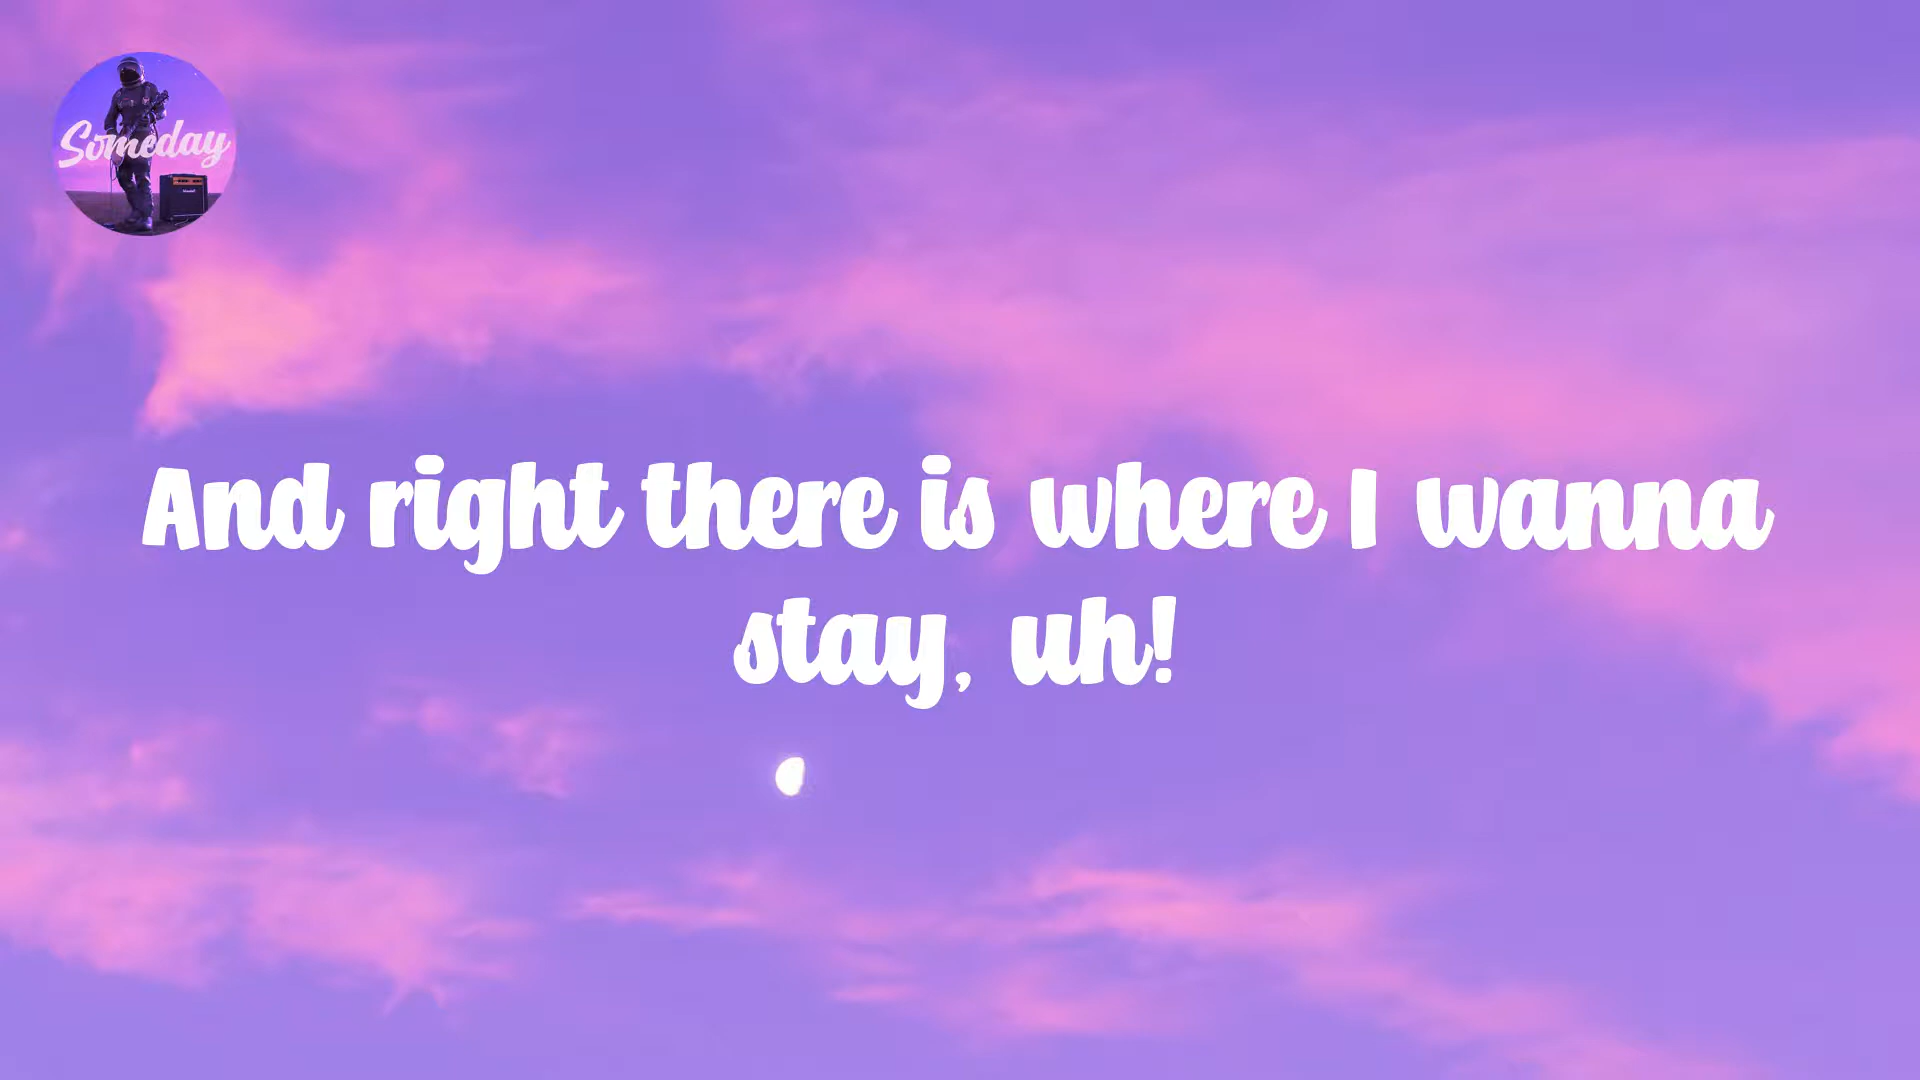 Someday
And right there is where I wanna
stay, uh!